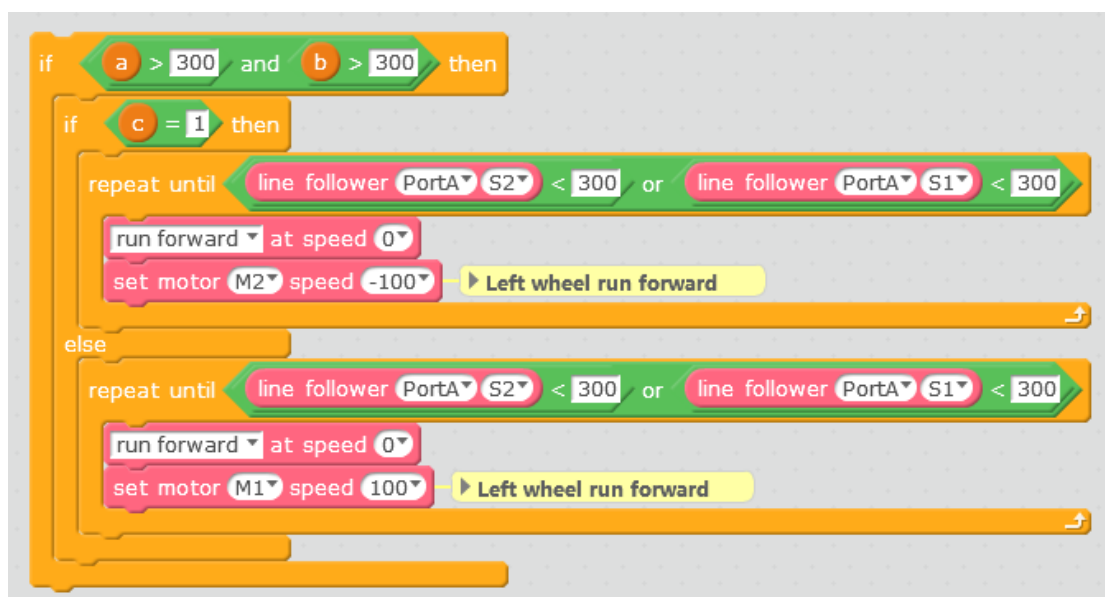 if a > 300 and b > 300 then
if c = 1 then
repeat until line follower PortA S2 < 300 or line follower PortA S1 < 300
run forward at speed 0
set motor M2 speed -100 Left wheel run forward
else
repeat until line follower PortA S2 < 300 or line follower PortA S1 < 300
run forward at speed 0
set motor M1 speed 100 Left wheel run forward